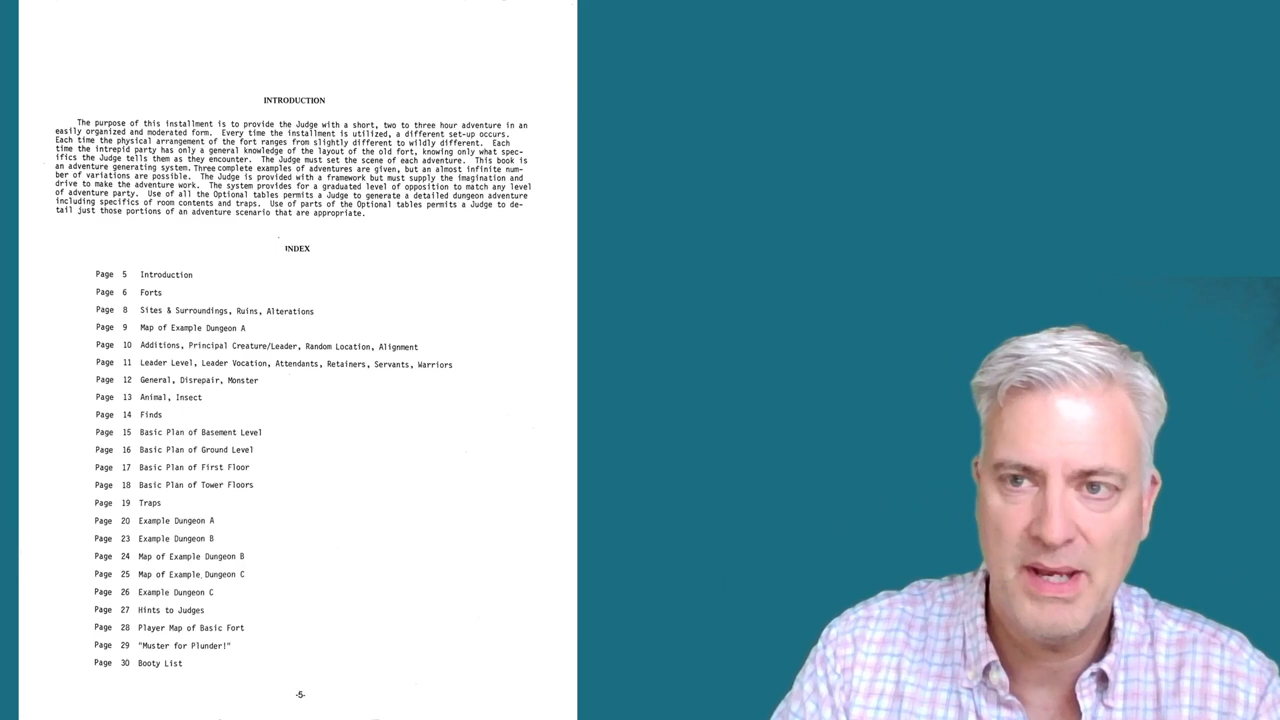 INTRODUCTION
The purpose of this installment is to provide the Judge with a short, two to three hour adventure in an
easily organized and moderated form. Every time the installment is utilized, a different set-up occurs.
Each time the physical arrangement of the fort ranges from slightly different to wildly different. Each
time the intrepid party has only a general knowledge of the layout of the old fort, knowing only what spec-
ifics the Judge tells them as they encounter. The Judge must set the scene of each adventure. This book is
an adventure generating system. Three complete examples of adventures are given, but an almost infinite num-
ber of variations are possible. The Judge is provided with a framework but must supply the imagination and
drive to make the adventure work. The system provides for a graduated level of opposition to match any level
of adventure party. Use of all the Optional tables permits a Judge to generate a detailed dungeon adventure
including specifics of room contents and traps. Use of parts of the Optional tables permits a Judge to de-
tail just those portions of an adventure scenario that are appropriate.
INDEX
Page 5 Introduction
Page 6 Forts
Page 8 Sites & Surroundings, Ruins, Alterations
Page 9 Map of Example Dungeon A
Page 10 Additions, Principal Creature/Leader, Random Location, Alignment
Page 11 Leader Level, Leader Vocation, Attendants, Retainers, Servants, Warriors
Page 12 General, Disrepair, Monster
Page 13 Animal, Insect
Page 14 Finds
Page 15 Basic Plan of Basement Level
Page 16 Basic Plan of Ground Level
Page 17 Basic Plan of First Floor
Page 18 Basic Plan of Tower Floors
Page 19 Traps
Page 20 Example Dungeon A
Page 23 Example Dungeon B
Page 24 Map of Example Dungeon B
Page 25 Map of Example Dungeon C
Page 26 Example Dungeon C
Page 27 Hints to Judges
Page 28 Player Map of Basic Fort
Page 29 "Muster for Plunder!"
Page 30 Booty List
-5-